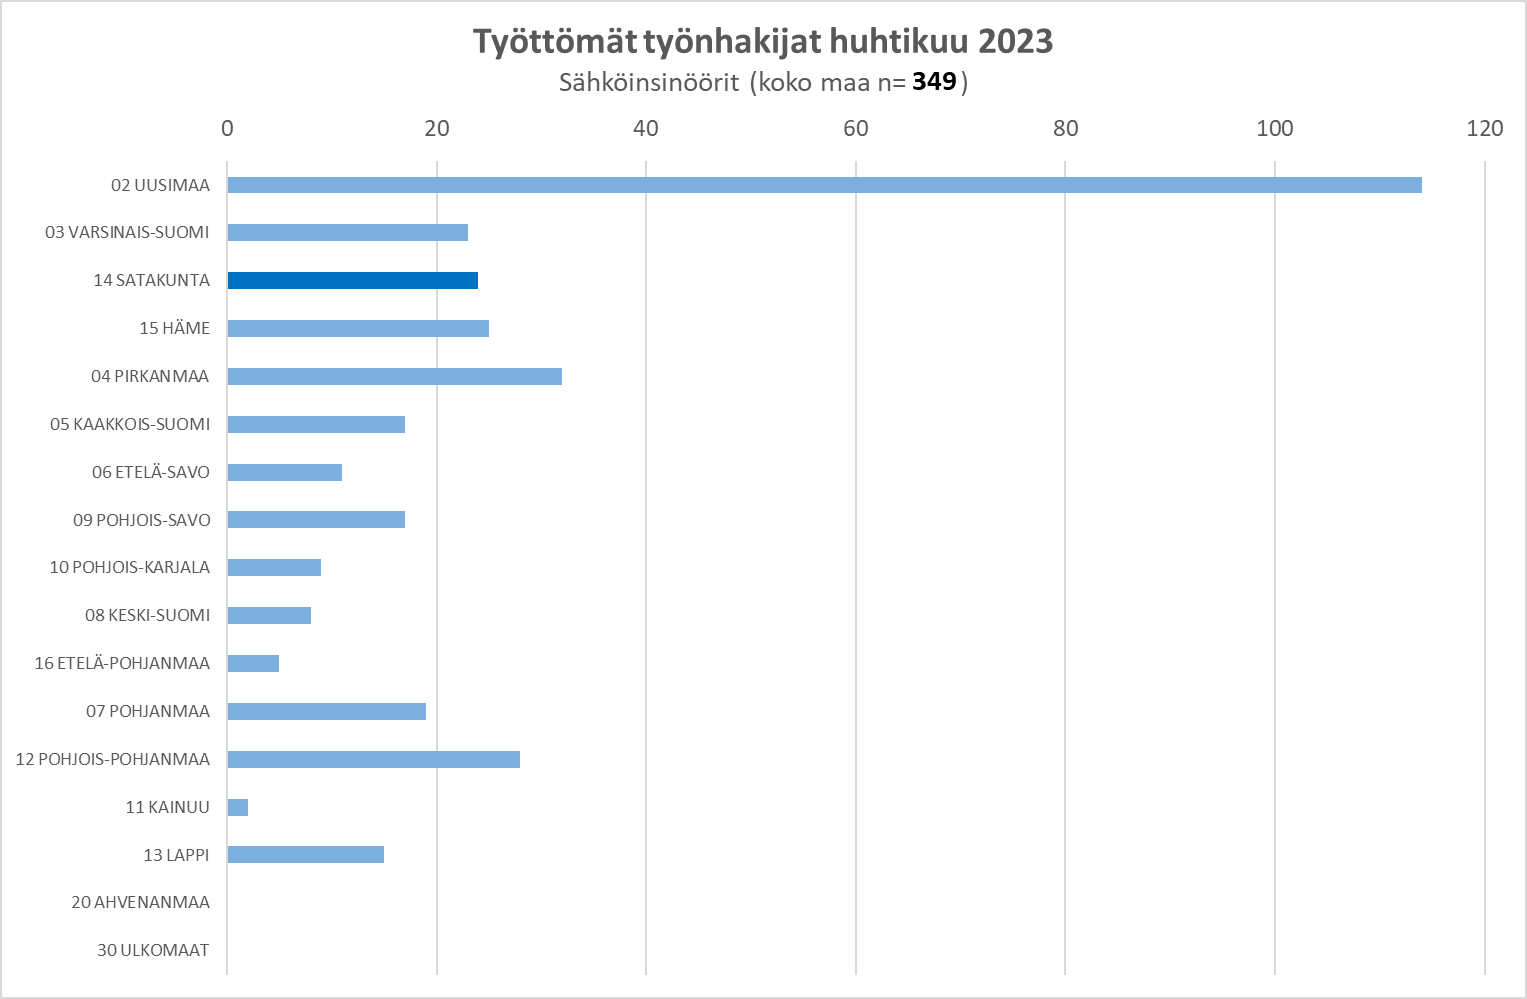 Työttömät työnhakijat huhtikuu 2023
Sähköinsinöörit (koko maa n= 349 )
0 20 40 60 80 100 120
02 UUSIMAA
03 VARSINAIS-SUOMI
14 SATAKUNTA
15 HÄME
04 PIRKANMAA
05 KAAKKOIS-SUOMI
06 ETELÄ-SAVO
09 POHJOIS-SAVO
10 POHJOIS-KARJALA
08 KESKI-SUOMI
16 ETELÄ-POHJANMAA
07 POHJANMAA
12 POHJOIS-POHJANMAA
11 KAINUU
13 LAPPI
20 AHVENANMAA
30 ULKOMAAT